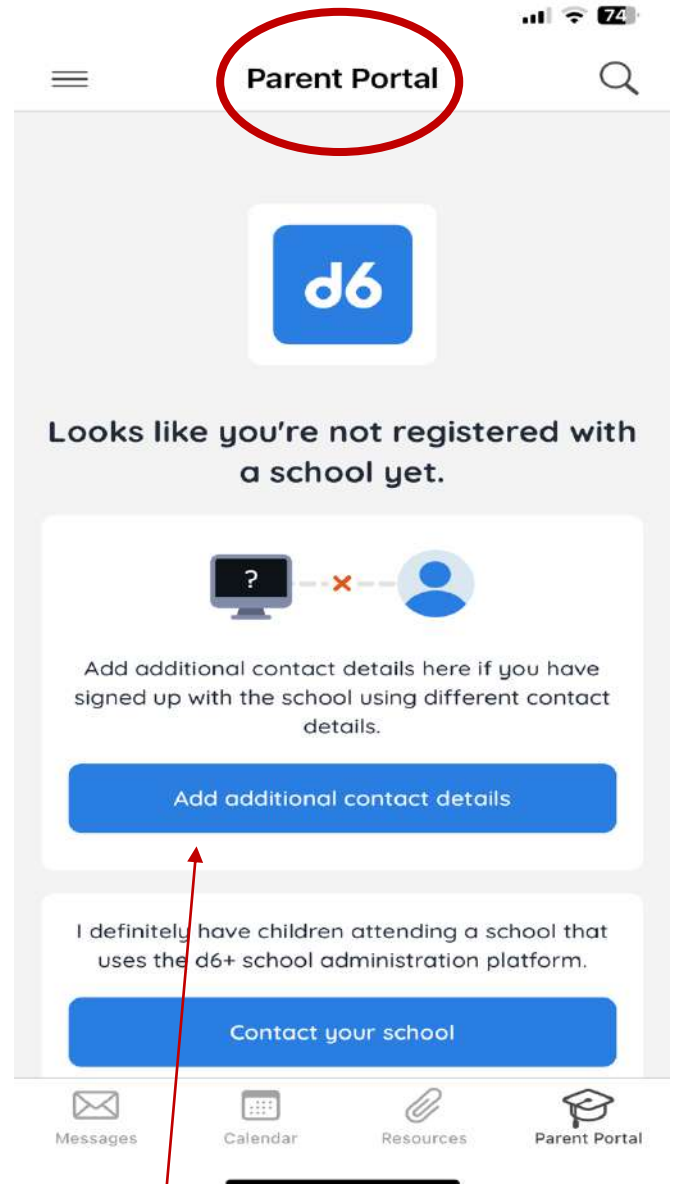 74
Parent Portal
d6
Looks like you're not registered with
a school yet.
?
Add additional contact details here if you have
signed up with the school using different contact
details.
Add additional contact details
I definitely have children attending a school that
uses the d6+ school administration platform.
Contact your school
Messages Calendar Resources Parent Portal